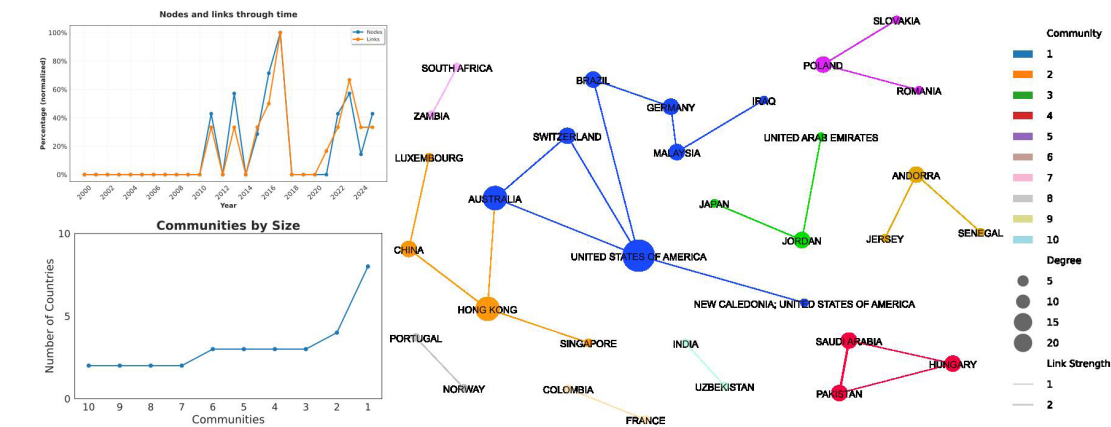 Nodes and links through time
Nodes
Links
Percentage (normalized)
100%
80%
60%
40%
20%
0%
2000
2002
2004
2006
2008
2010
2012
2014
2016
2018
2020
2022
2024
Year
Communities by Size
Number of Countries
10
5
0
10 9 8 7 6 5 4 3 2 1
Communities
SLOVAKIA
POLAND
ROMANIA
SOUTH AFRICA
ZAMBIA
BRAZIL
GERMANY
IRAQ
SWITZERLAND
MALAYSIA
UNITED ARAB EMIRATES
LUXEMBOURG
ANDORRA
AUSTRALIA
JAPAN
JORDAN
JERSEY
SENEGAL
CHINA
UNITED STATES OF AMERICA
NEW CALEDONIA; UNITED STATES OF AMERICA
HONG KONG
PORTUGAL
SINGAPORE
INDIA
SAUDI ARABIA
HUNGARY
NORWAY
COLOMBIA
UZBEKISTAN
PAKISTAN
FRANCE
Community
1
2
3
4
5
6
7
8
9
10
Degree
5
10
15
20
Link Strength
1
2